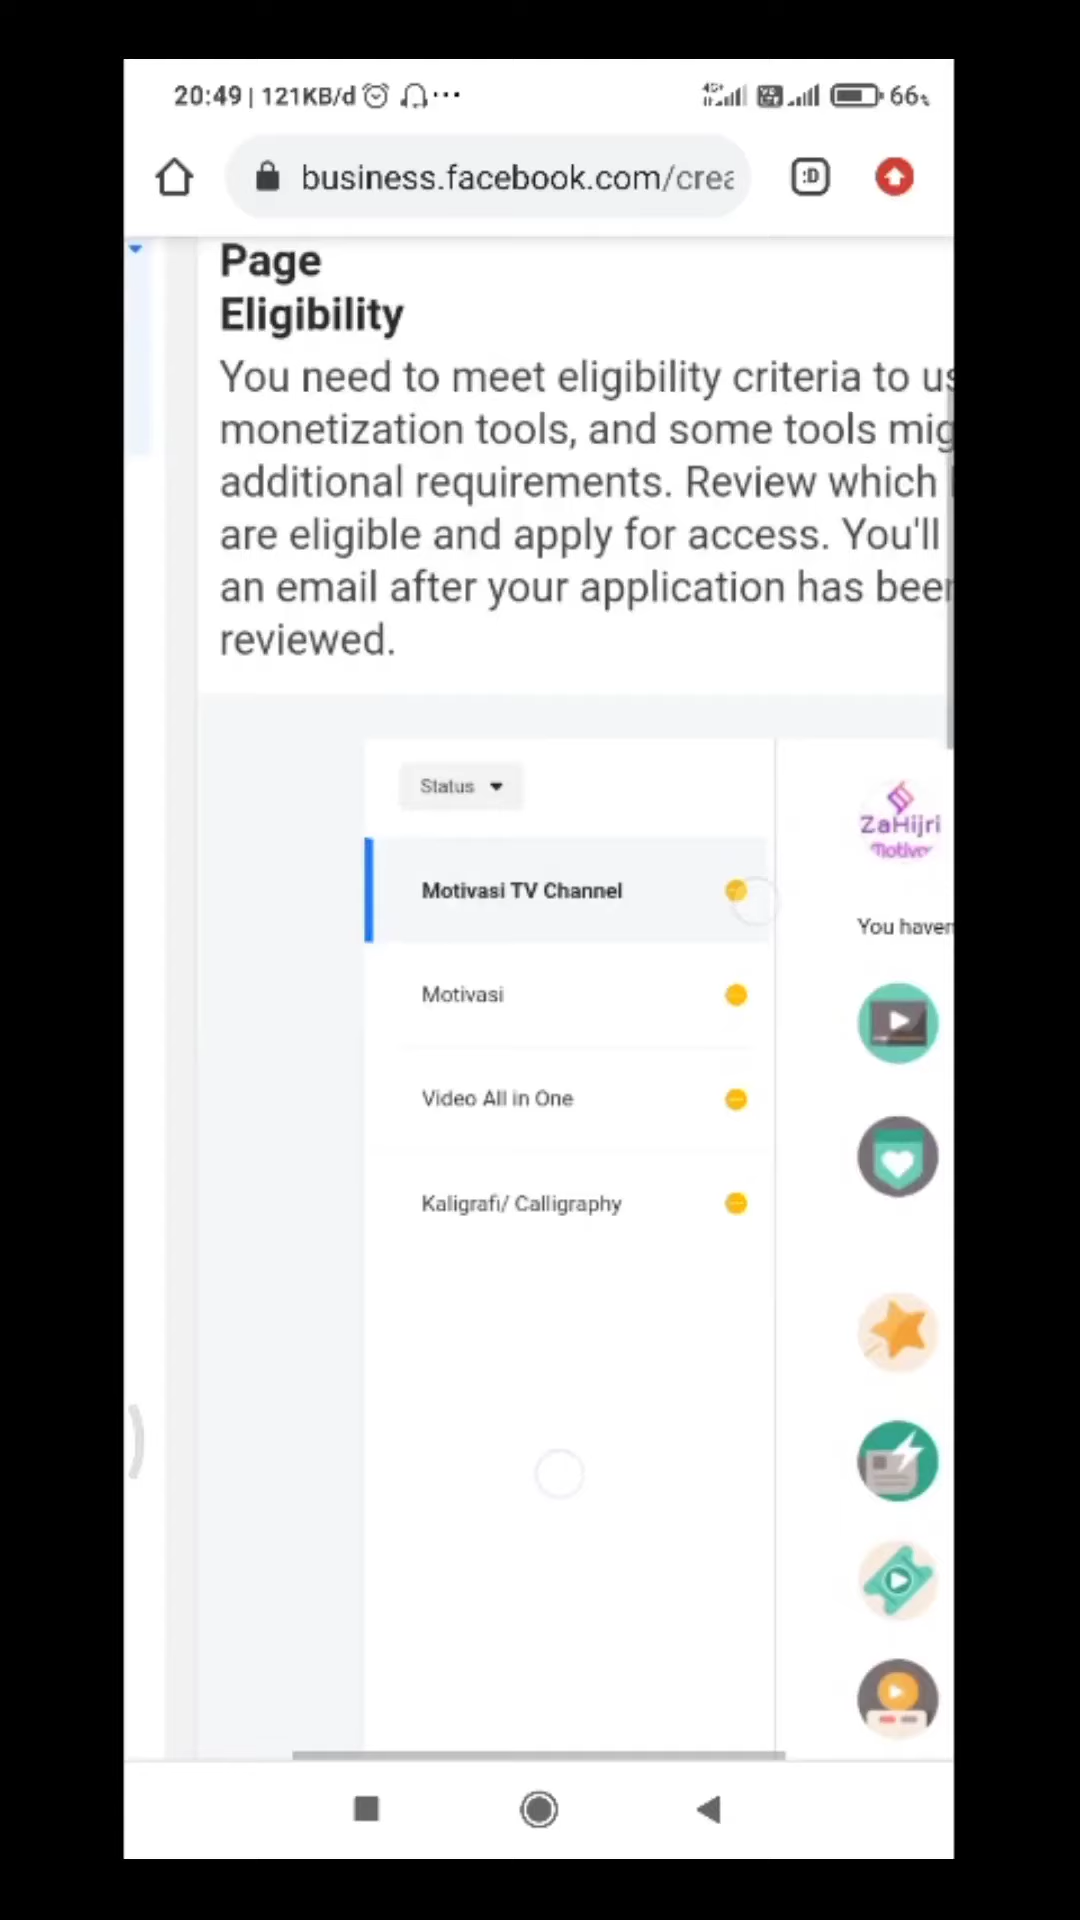 20:49 | 121KB/d ...
4G+ 66%
business.facebook.com/crea
:D
Page
Eligibility
You need to meet eligibility criteria to us
monetization tools, and some tools mig
additional requirements. Review which
are eligible and apply for access. You'll
an email after your application has been
reviewed.
Status
ZaHijri
Motivasi TV Channel
You haven
Motivasi
Video All in One
Kaligrafi/ Calligraphy